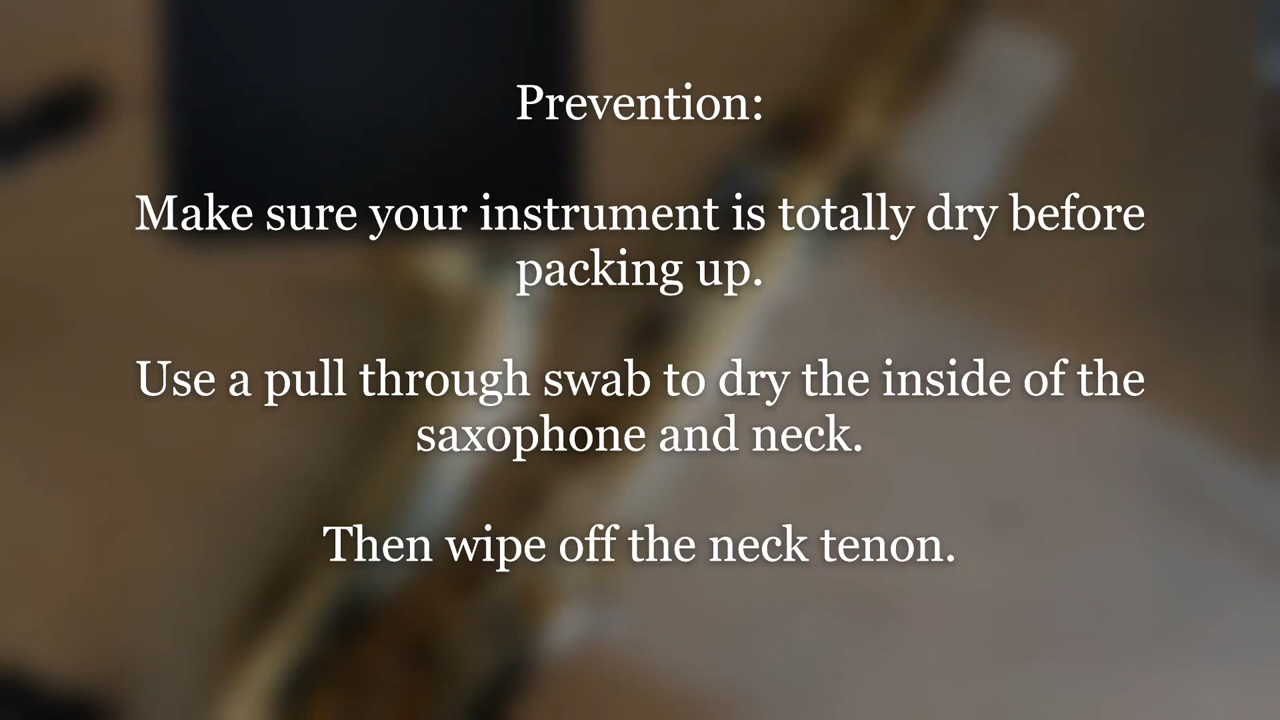 Prevention:
Make sure your instrument is totally dry before
packing up.
Use a pull through swab to dry the inside of the
saxophone and neck.
Then wipe off the neck tenon.